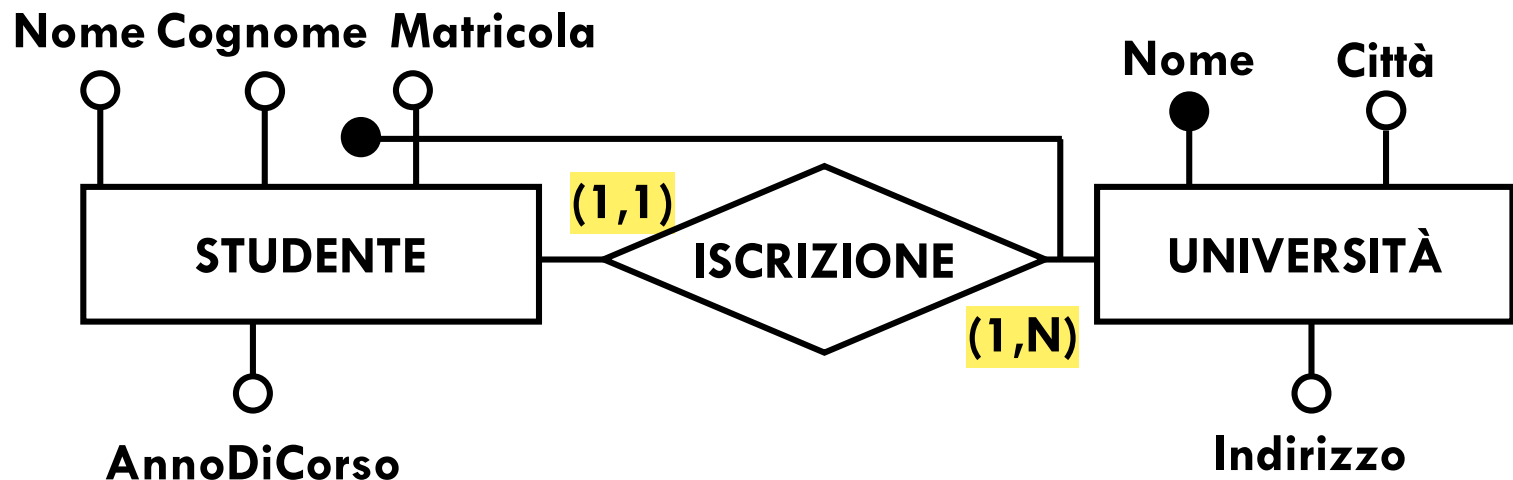 Nome Cognome Matricola
Nome Città
(1,1)
STUDENTE ISCRIZIONE UNIVERSITÀ
(1,N)
AnnoDiCorso Indirizzo